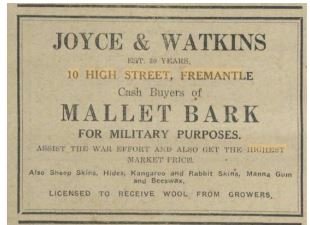 JOYCE & WATKINS
EST. 50 YEARS,
10 HIGH STREET, FREMANTLE
Cash Buyers of
MALLET BARK
FOR MILITARY PURPOSES.
ASSIST THE WAR EFFORT AND ALSO GET THE HIGHEST
MARKET PRICE.
Also Sheep Skins, Hides, Kangaroo and Rabbit Skins, Manna Gum
and Beeswax,
LICENSED TO RECEIVE WOOL FROM GROWERS.